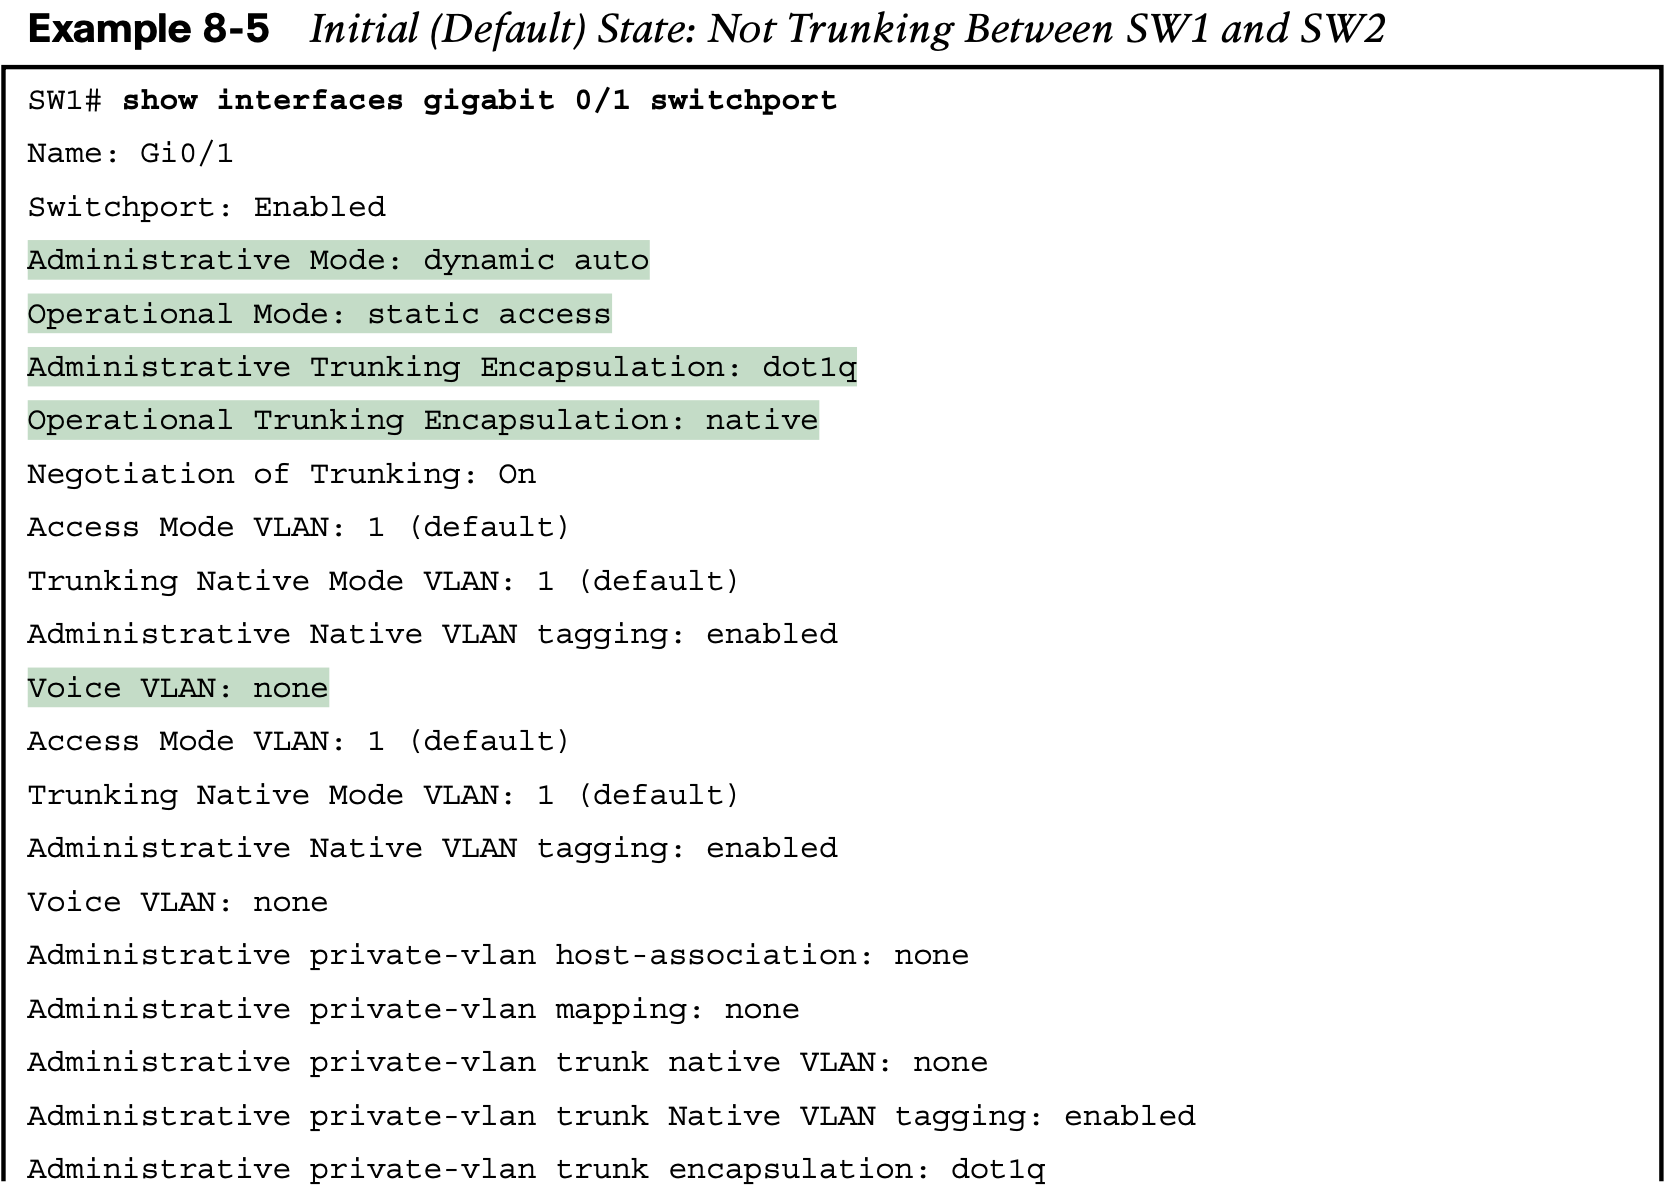 Example 8-5 Initial (Default) State: Not Trunking Between SW1 and SW2
SW1# show interfaces gigabit 0/1 switchport
Name: Gi0/1
Switchport: Enabled
Administrative Mode: dynamic auto
Operational Mode: static access
Administrative Trunking Encapsulation: dot1q
Operational Trunking Encapsulation: native
Negotiation of Trunking: On
Access Mode VLAN: 1 (default)
Trunking Native Mode VLAN: 1 (default)
Administrative Native VLAN tagging: enabled
Voice VLAN: none
Access Mode VLAN: 1 (default)
Trunking Native Mode VLAN: 1 (default)
Administrative Native VLAN tagging: enabled
Voice VLAN: none
Administrative private-vlan host-association: none
Administrative private-vlan mapping: none
Administrative private-vlan trunk native VLAN: none
Administrative private-vlan trunk Native VLAN tagging: enabled
Administrative private-vlan trunk encapsulation: dot1q